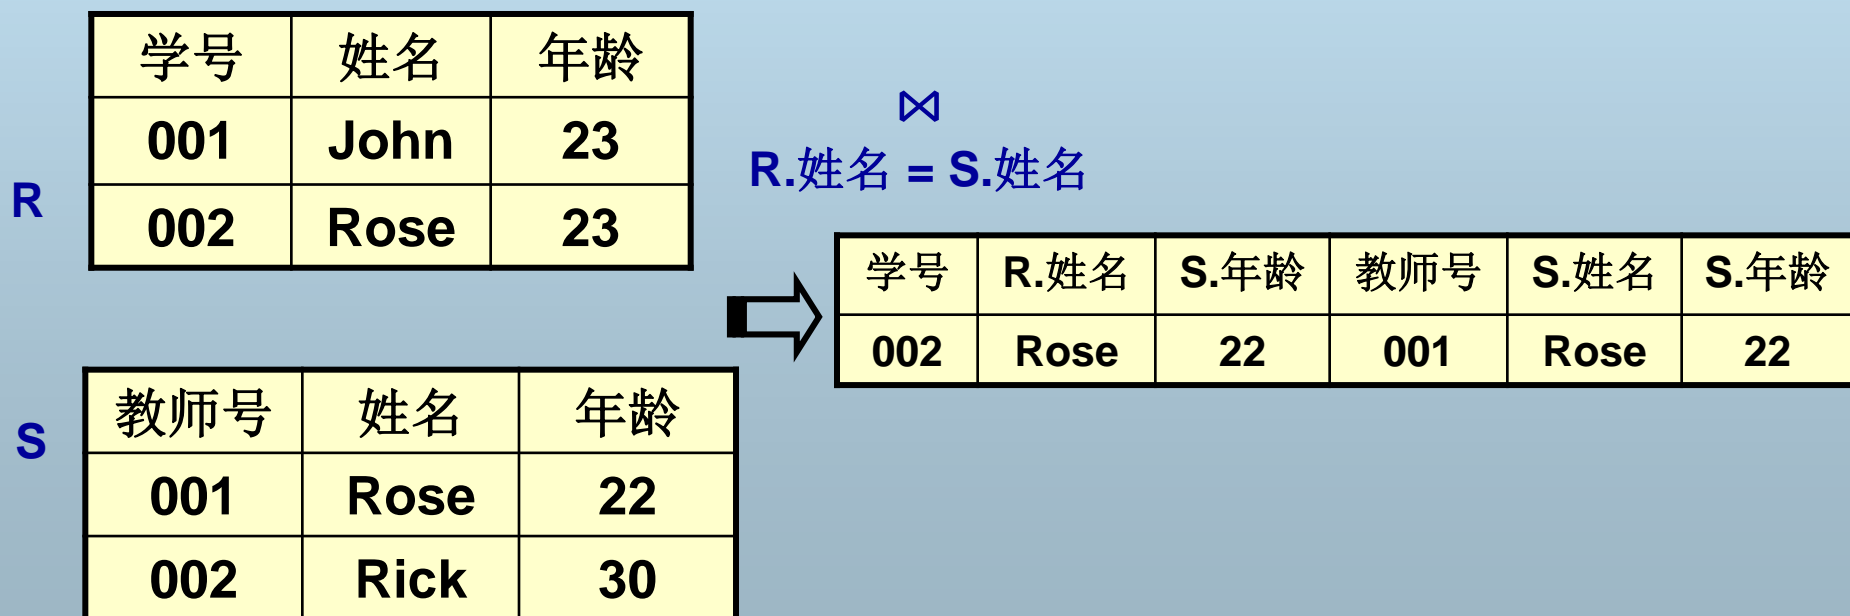 R
学号 姓名 年龄
001 John 23
002 Rose 23
⋈
R.姓名 = S.姓名
学号 R.姓名 S.年龄 教师号 S.姓名 S.年龄
002 Rose 22 001 Rose 22
S
教师号 姓名 年龄
001 Rose 22
002 Rick 30